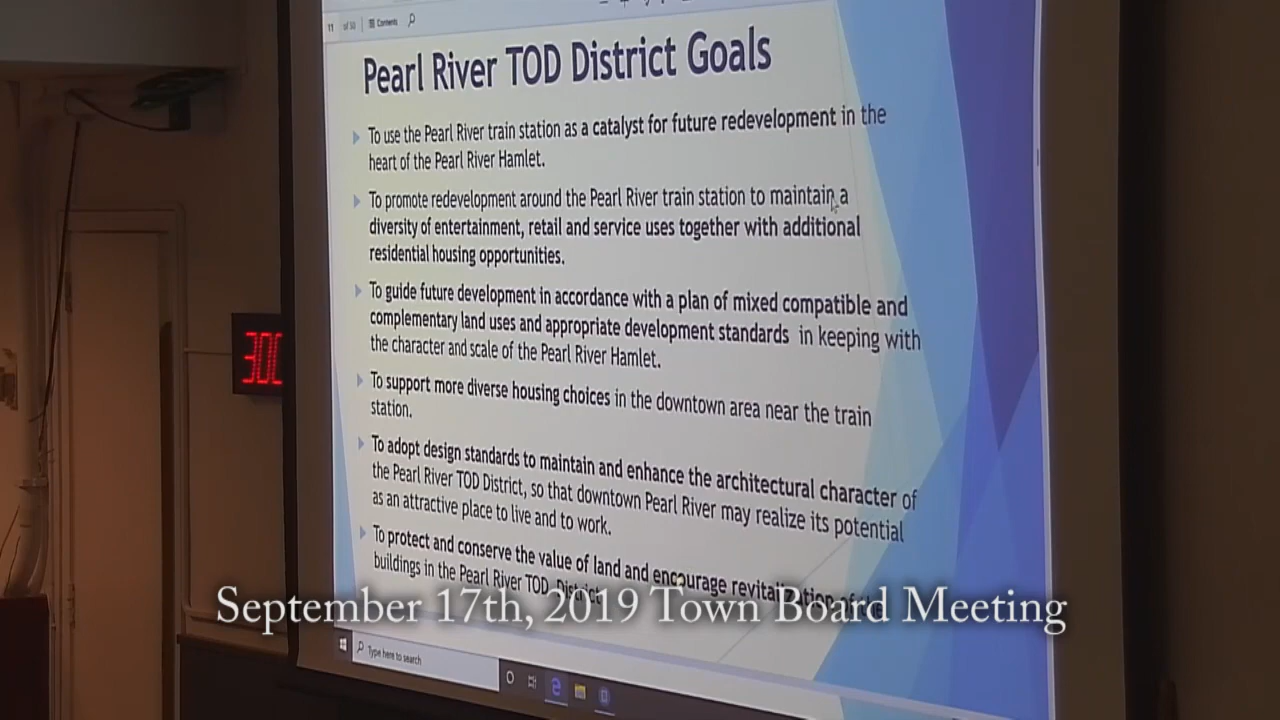 11 of 30 Contents
Pearl River TOD District Goals
To use the Pearl River train station as a catalyst for future redevelopment in the
heart of the Pearl River Hamlet.
To promote redevelopment around the Pearl River train station to maintain a
diversity of entertainment, retail and service uses together with additional
residential housing opportunities.
To guide future development in accordance with a plan of mixed compatible and
complementary land uses and appropriate development standards in keeping with
the character and scale of the Pearl River Hamlet.
300
To support more diverse housing choices in the downtown area near the train
station.
To adopt design standards to maintain and enhance the architectural character of
the Pearl River TOD District, so that downtown Pearl River may realize its potential
as an attractive place to live and to work.
To protect and conserve the value of land and encourage revitalization of the
buildings in the Pearl River TOD District
September 17th, 2019 Town Board Meeting
Type here to search